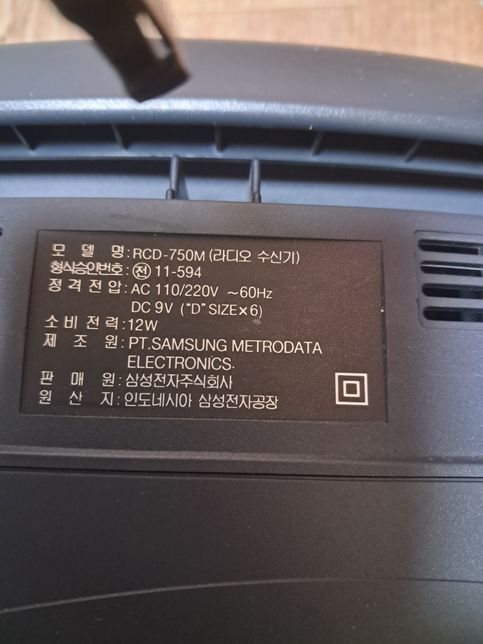 모 델 명 : RCD-750M (라디오 수신기)
형식승인번호 : 전 11-594
정 격 전 압 : AC 110/220V ~60Hz
DC 9V ("D" SIZE×6)
소 비 전 력 : 12W
제 조 원 : PT.SAMSUNG METRODATA
ELECTRONICS.
판 매 원 : 삼성전자주식회사
원 산 지 : 인도네시아 삼성전자공장